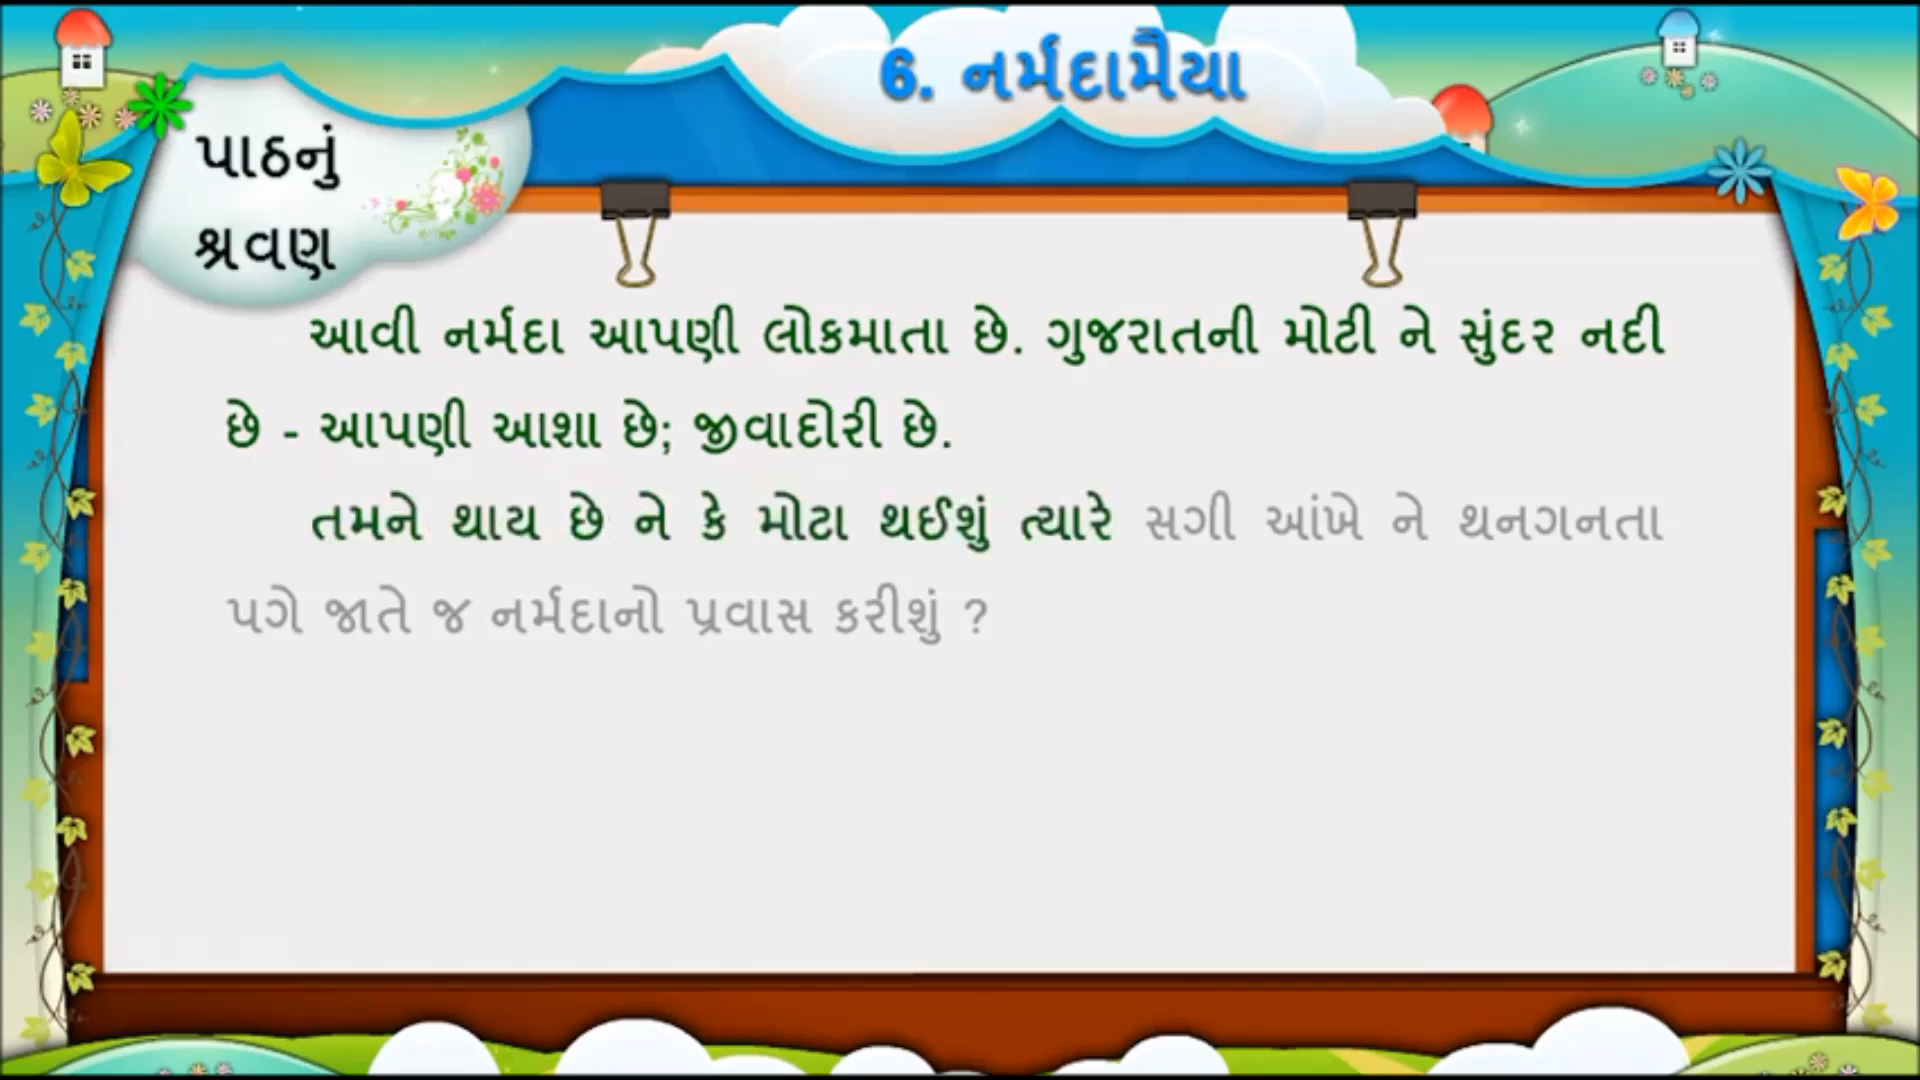 6. નર્મદામૈયા
પાઠનું
શ્રવણ
આવી નર્મદા આપણી લોકમાતા છે. ગુજરાતની મોટી ને સુંદર નદી
છે - આપણી આશા છે; જીવાદોરી છે.
તમને થાય છે ને કે મોટા થઈશું ત્યારે સગી આંખે ને થનગનતા
પગે જાતે જ નર્મદાનો પ્રવાસ કરીશું ?